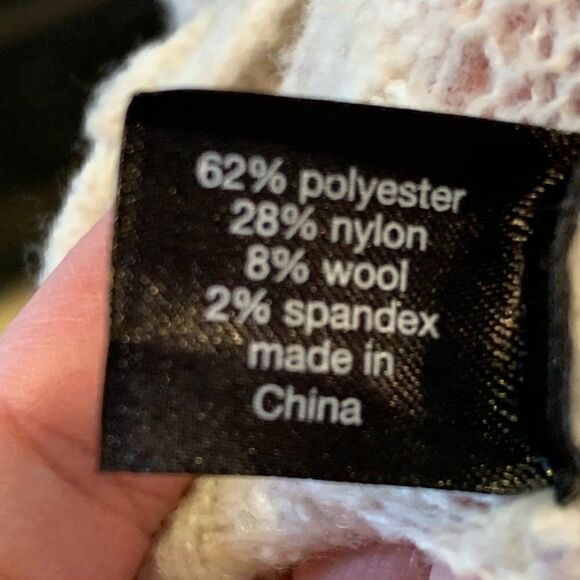 62% polyester
28% nylon
8% wool
2% spandex
made in
China